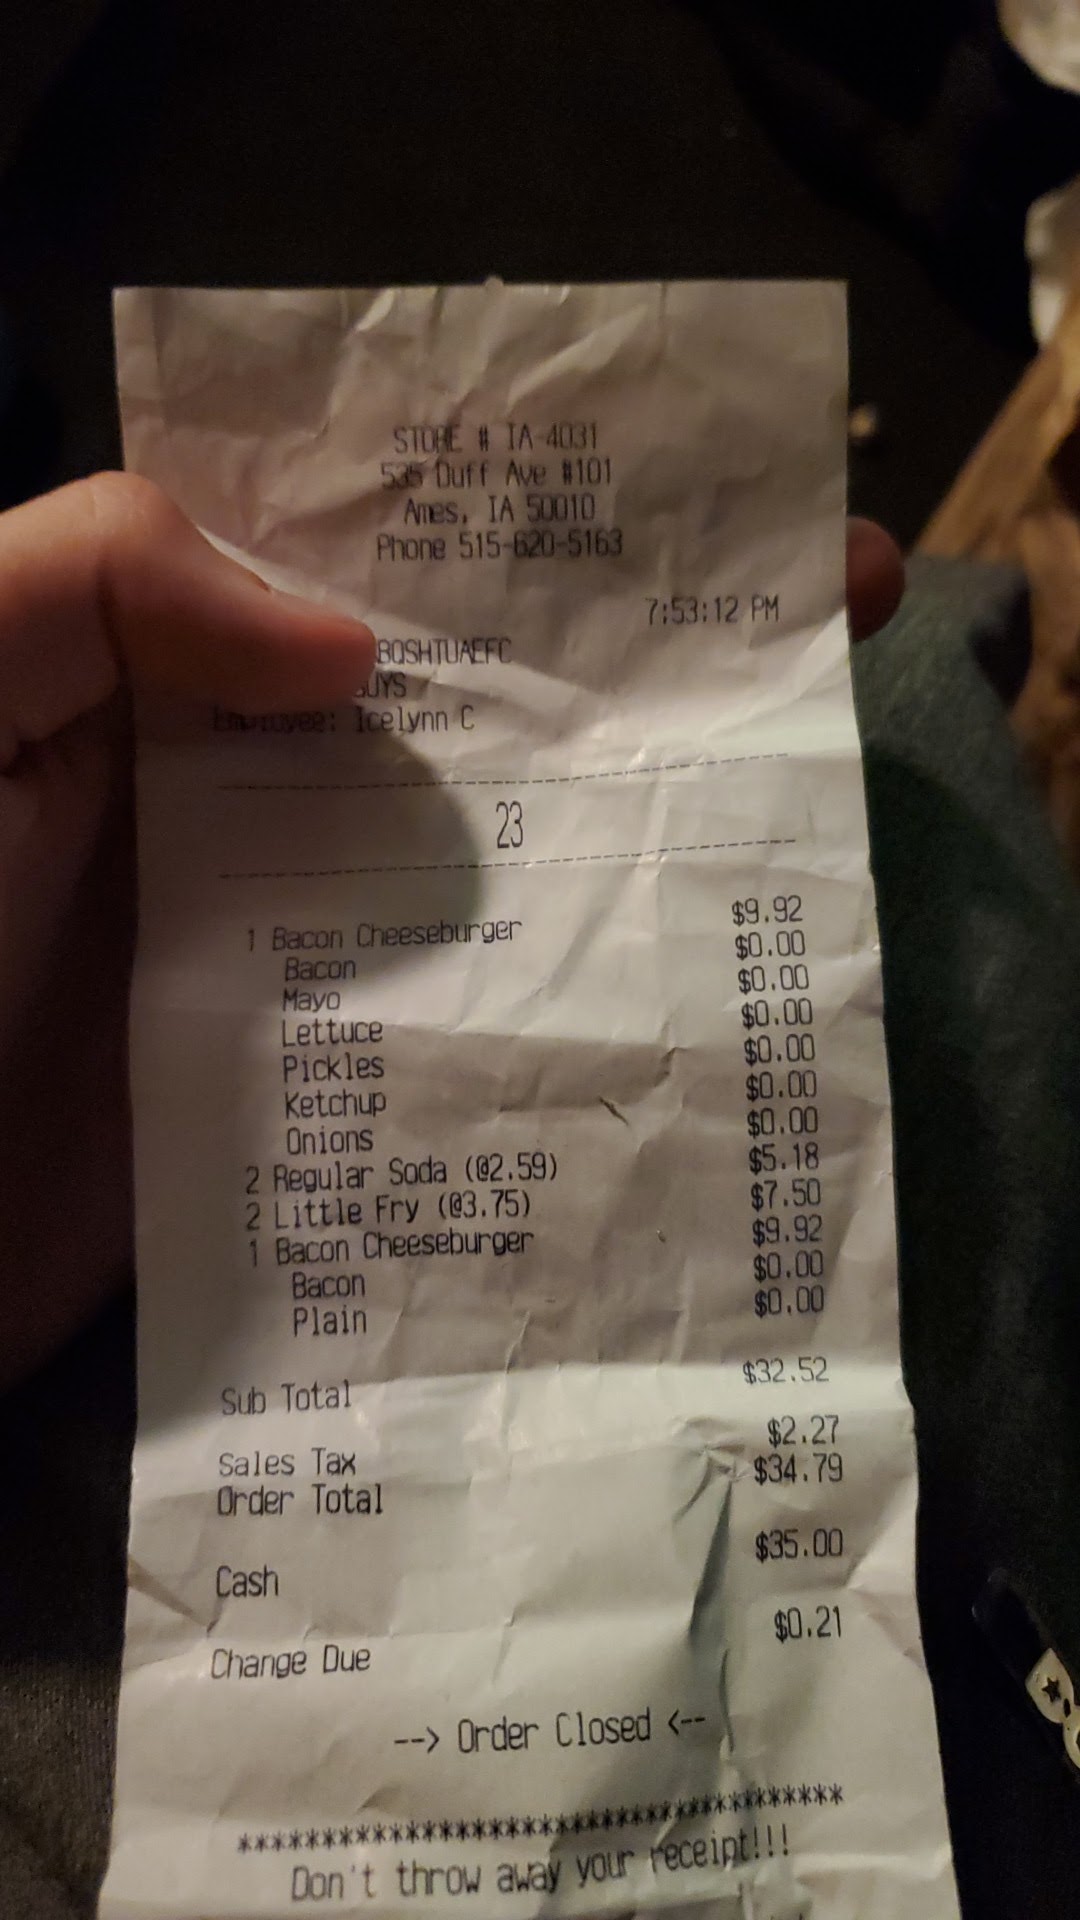 STORE # IA-4031
535 Duff Ave #101
Ames, IA 50010
Phone 515-620-5163
7:53:12 PM
BQSHTUAEFC
GUYS
Employee: Icelynn C
23
1 Bacon Cheeseburger $9.92
Bacon $0.00
Mayo $0.00
Lettuce $0.00
Pickles $0.00
Ketchup $0.00
Onions $0.00
2 Regular Soda (@2.59) $5.18
2 Little Fry (@3.75) $7.50
1 Bacon Cheeseburger $9.92
Bacon $0.00
Plain $0.00
Sub Total $32.52
Sales Tax $2.27
Order Total $34.79
Cash $35.00
Change Due $0.21
--> Order Closed <--
***********************************
Don't throw away your receipt!!!